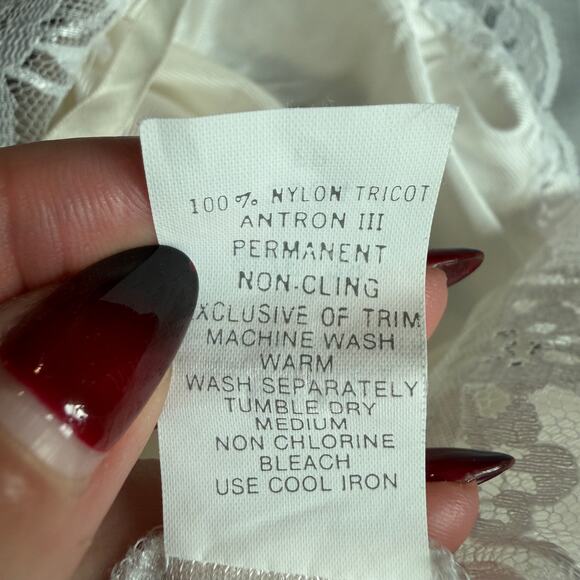 100% NYLON TRICOT
ANTRON III
PERMANENT
NON-CLING
XCLUSIVE OF TRIM
MACHINE WASH
WARM
WASH SEPARATELY
TUMBLE DRY
MEDIUM
NON CHLORINE
BLEACH
USE COOL IRON